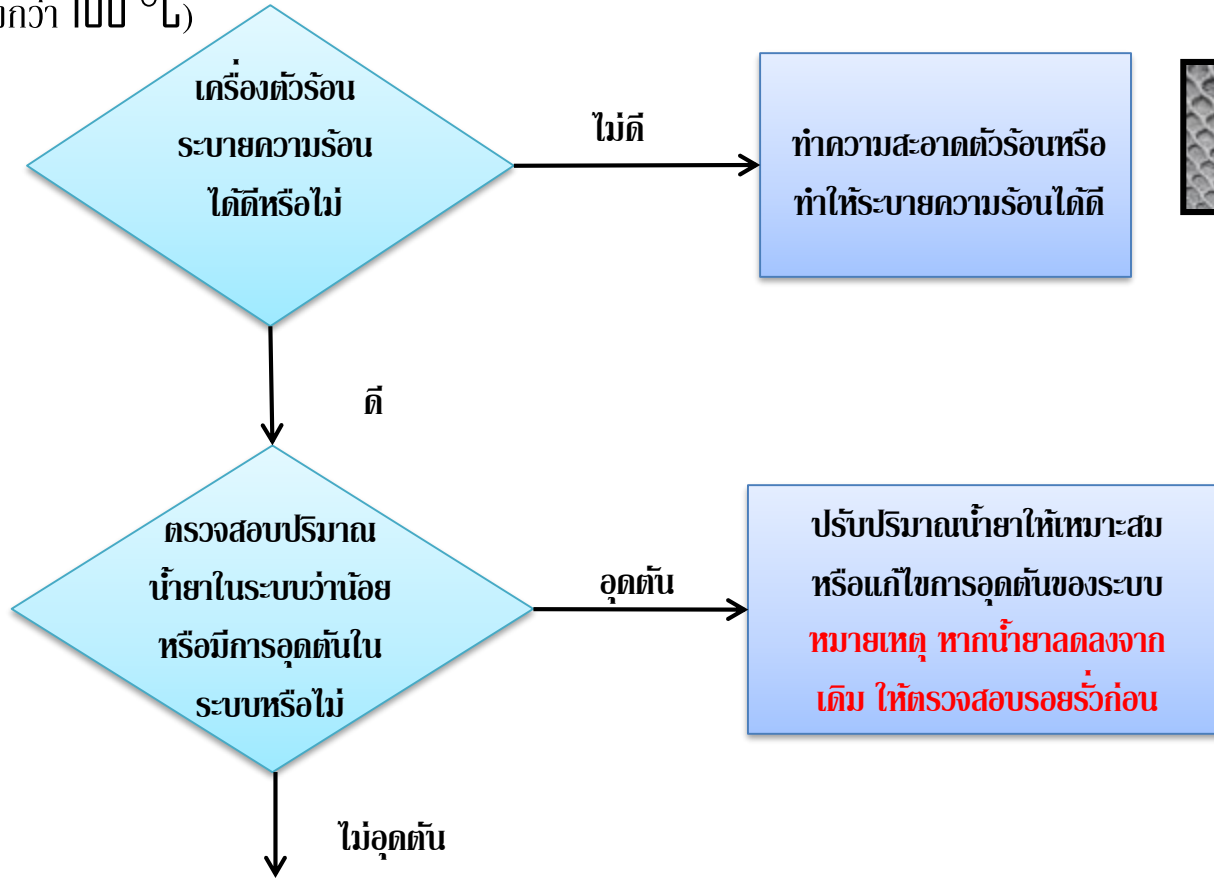 กว่า 100 °C)
เครื่องตัวร้อน
ระบายความร้อน
ได้ดีหรือไม่
ไม่ดี
ทำความสะอาดตัวร้อนหรือ
ทำให้ระบายความร้อนได้ดี
ดี
ตรวจสอบปริมาณ
น้ำยาในระบบว่าน้อย
หรือมีการอุดตันใน
ระบบหรือไม่
อุดตัน
ปรับปริมาณน้ำยาให้เหมาะสม
หรือแก้ไขการอุดตันของระบบ
หมายเหตุ หากน้ำยาลดลงจาก
เดิม ให้ตรวจสอบรอยรั่วก่อน
ไม่อุดตัน